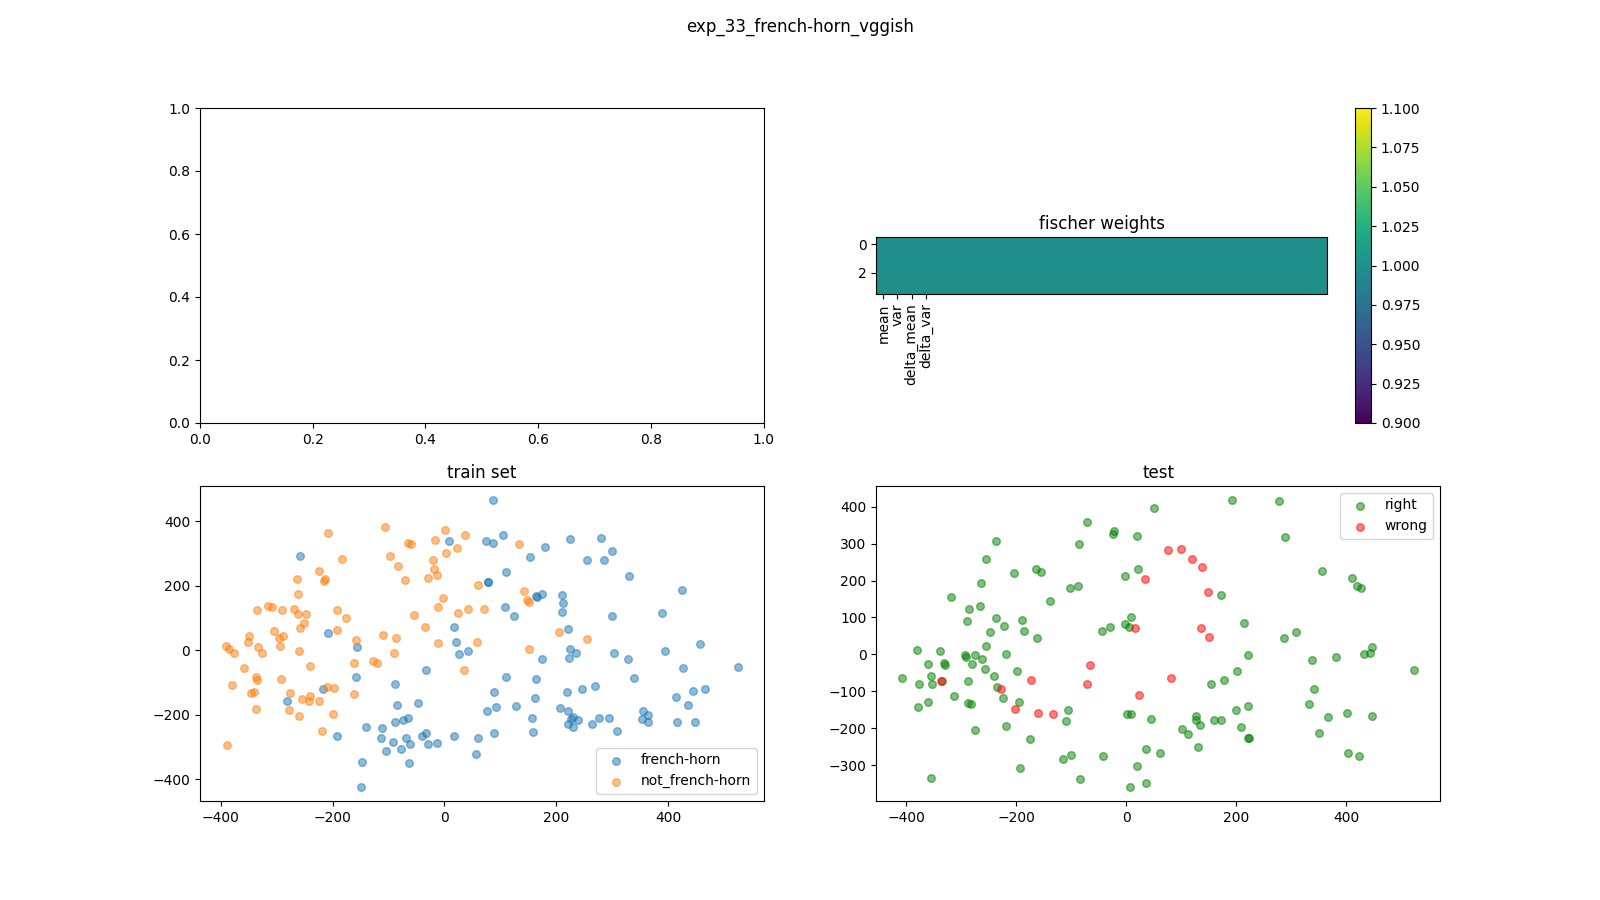 exp_33_french-horn_vggish
1.0
0.8
0.6
0.4
0.2
0.0
0.0 0.2 0.4 0.6 0.8 1.0
fischer weights
0
2
mean
var
delta_mean
delta_var
1.100
1.075
1.050
1.025
1.000
0.975
0.950
0.925
0.900
train set
400
200
0
−200
−400
−400 −200 0 200 400
french-horn
not_french-horn
test
400
300
200
100
0
−100
−200
−300
−400 −200 0 200 400
right
wrong